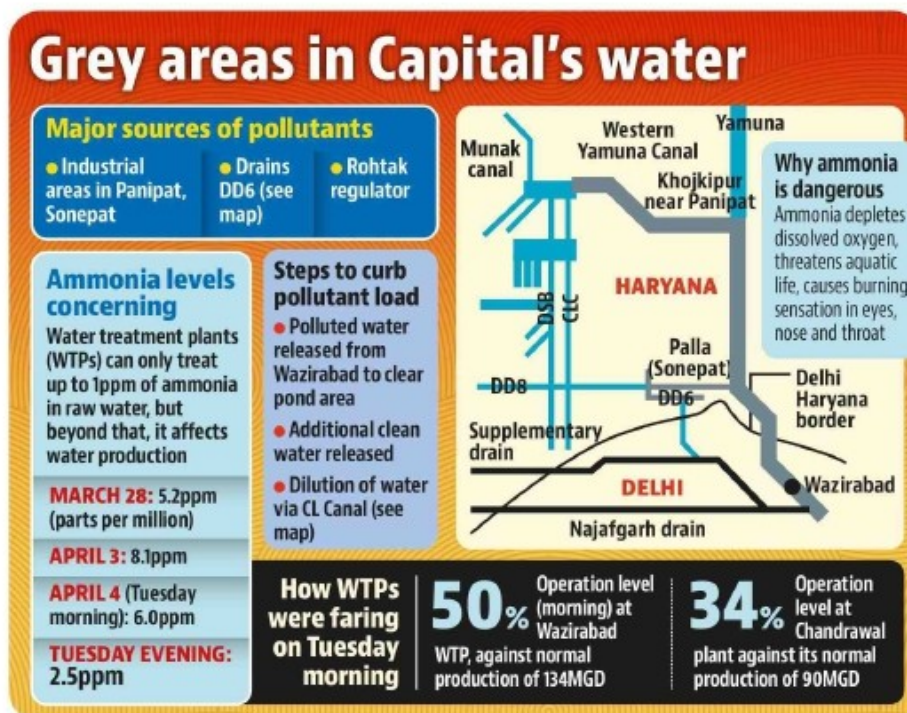 Grey areas in Capital's water
Major sources of pollutants
● Industrial
areas in Panipat,
Sonepat
● Drains
DD6 (see
map)
● Rohtak
regulator
Ammonia levels
concerning
Water treatment plants
(WTPs) can only treat
up to 1ppm of ammonia
in raw water, but
beyond that, it affects
water production
MARCH 28: 5.2ppm
(parts per million)
APRIL 3: 8.1ppm
APRIL 4 (Tuesday
morning): 6.0ppm
TUESDAY EVENING:
2.5ppm
Steps to curb
pollutant load
● Polluted water
released from
Wazirabad to clear
pond area
● Additional clean
water released
● Dilution of water
via CL Canal (see
map)
Munak
canal
Western
Yamuna Canal
Yamuna
Khojkipur
near Panipat
HARYANA
DSB
CLC
Palla
(Sonepat)
DD8
DD6
Delhi
Haryana
border
Supplementary
drain
DELHI
Wazirabad
Najafgarh drain
Why ammonia
is dangerous
Ammonia depletes
dissolved oxygen,
threatens aquatic
life, causes burning
sensation in eyes,
nose and throat
How WTPs
were faring
on Tuesday
morning
50% Operation level
(morning) at
Wazirabad
WTP, against normal
production of 134MGD
34% Operation
level at
Chandrawal
plant against its normal
production of 90MGD